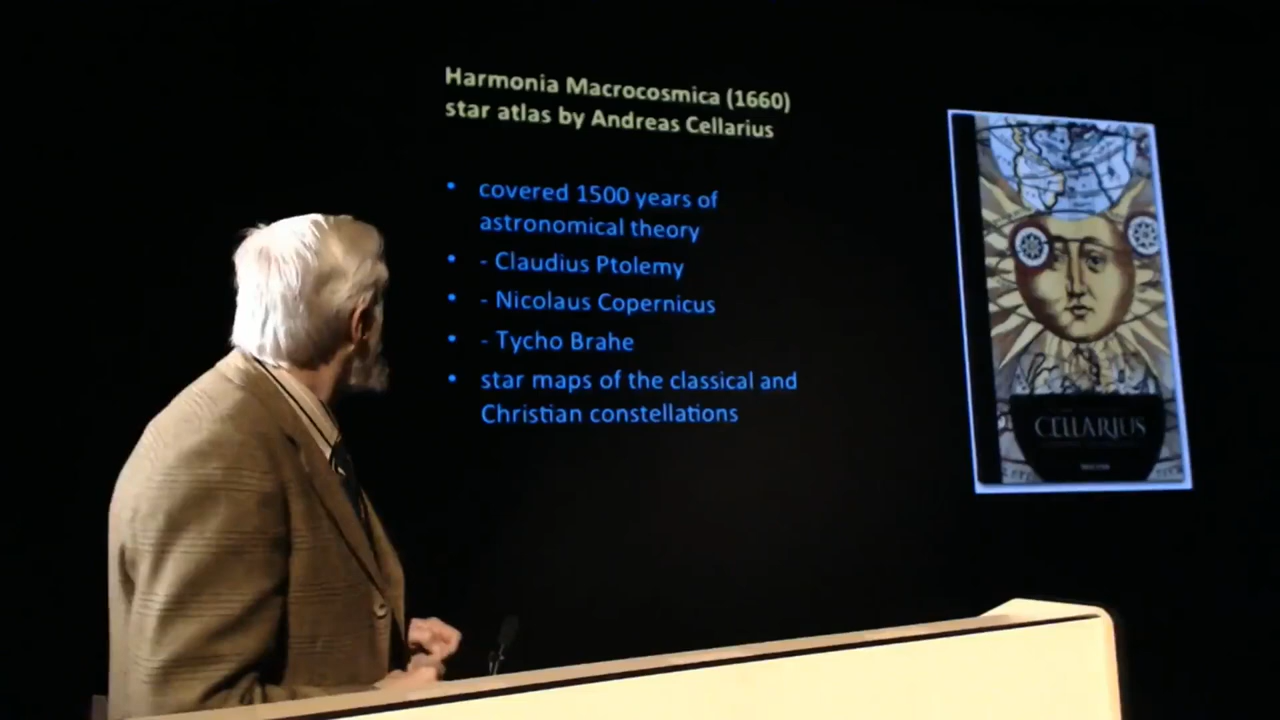 Harmonia Macrocosmica (1660)
star atlas by Andreas Cellarius
• covered 1500 years of
astronomical theory
• - Claudius Ptolemy
• - Nicolaus Copernicus
• - Tycho Brahe
• star maps of the classical and
Christian constellations
CELLARIUS